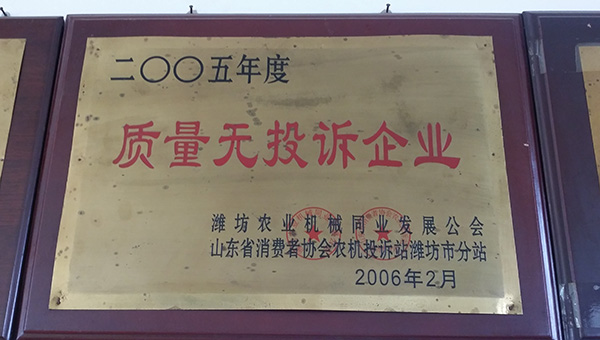 二〇〇五年度
质量无投诉企业
潍坊农业机械同业发展公会
山东省消费者协会农机投诉站潍坊市分站
2006年2月